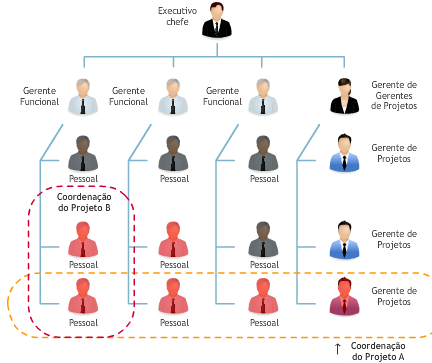 Executivo
chefe
Gerente
Funcional
Gerente
Funcional
Gerente
Funcional
Gerente de
Gerentes
de Projetos
Pessoal
Pessoal
Pessoal
Gerente de
Projetos
Coordenação
do Projeto B
Pessoal
Pessoal
Pessoal
Gerente de
Projetos
Pessoal
Pessoal
Pessoal
Gerente de
Projetos
↑ Coordenação
do Projeto A